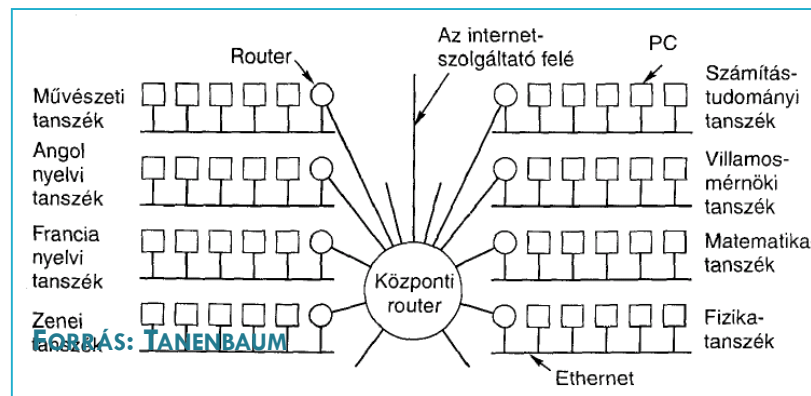 Router
Az internet-
szolgáltató felé
PC
Művészeti
tanszék
Angol
nyelvi
tanszék
Francia
nyelvi
tanszék
Zenei
tanszék
FORRÁS: TANENBAUM
Központi
router
Számítás-
tudományi
tanszék
Villamos-
mérnöki
tanszék
Matematika
tanszék
Fizika-
tanszék
Ethernet